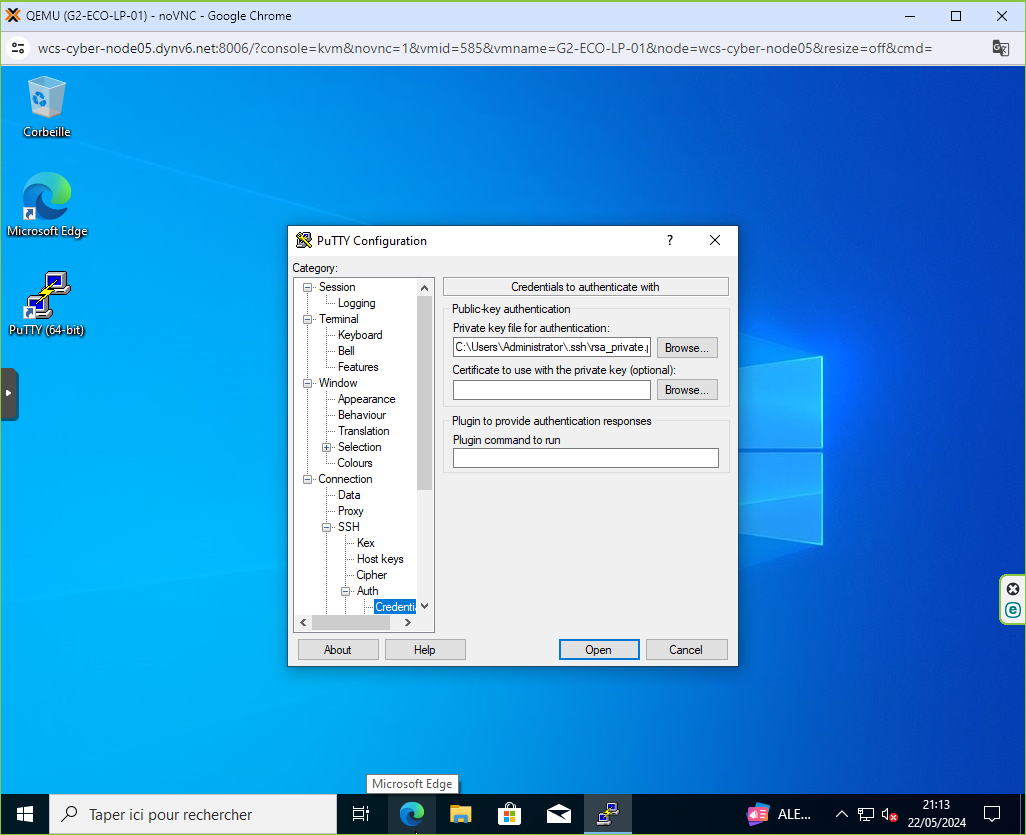 QEMU (G2-ECO-LP-01) - noVNC - Google Chrome
wcs-cyber-node05.dynv6.net:8006/?console=kvm&novnc=1&vmid=585&vmname=G2-ECO-LP-01&node=wcs-cyber-node05&resize=off&cmd=
Corbeille
Microsoft Edge
PuTTY (64-bit)
PuTTY Configuration
?
Category:
Session
Logging
Terminal
Keyboard
Bell
Features
Window
Appearance
Behaviour
Translation
Selection
Colours
Connection
Data
Proxy
SSH
Kex
Host keys
Cipher
Auth
Credenti
Credentials to authenticate with
Public-key authentication
Private key file for authentication:
C:\Users\Administrator\.ssh\rsa_private.p
Browse...
Certificate to use with the private key (optional):
Browse...
Plugin to provide authentication responses
Plugin command to run
About
Help
Open
Cancel
Microsoft Edge
Taper ici pour rechercher
ALE...
21:13
22/05/2024